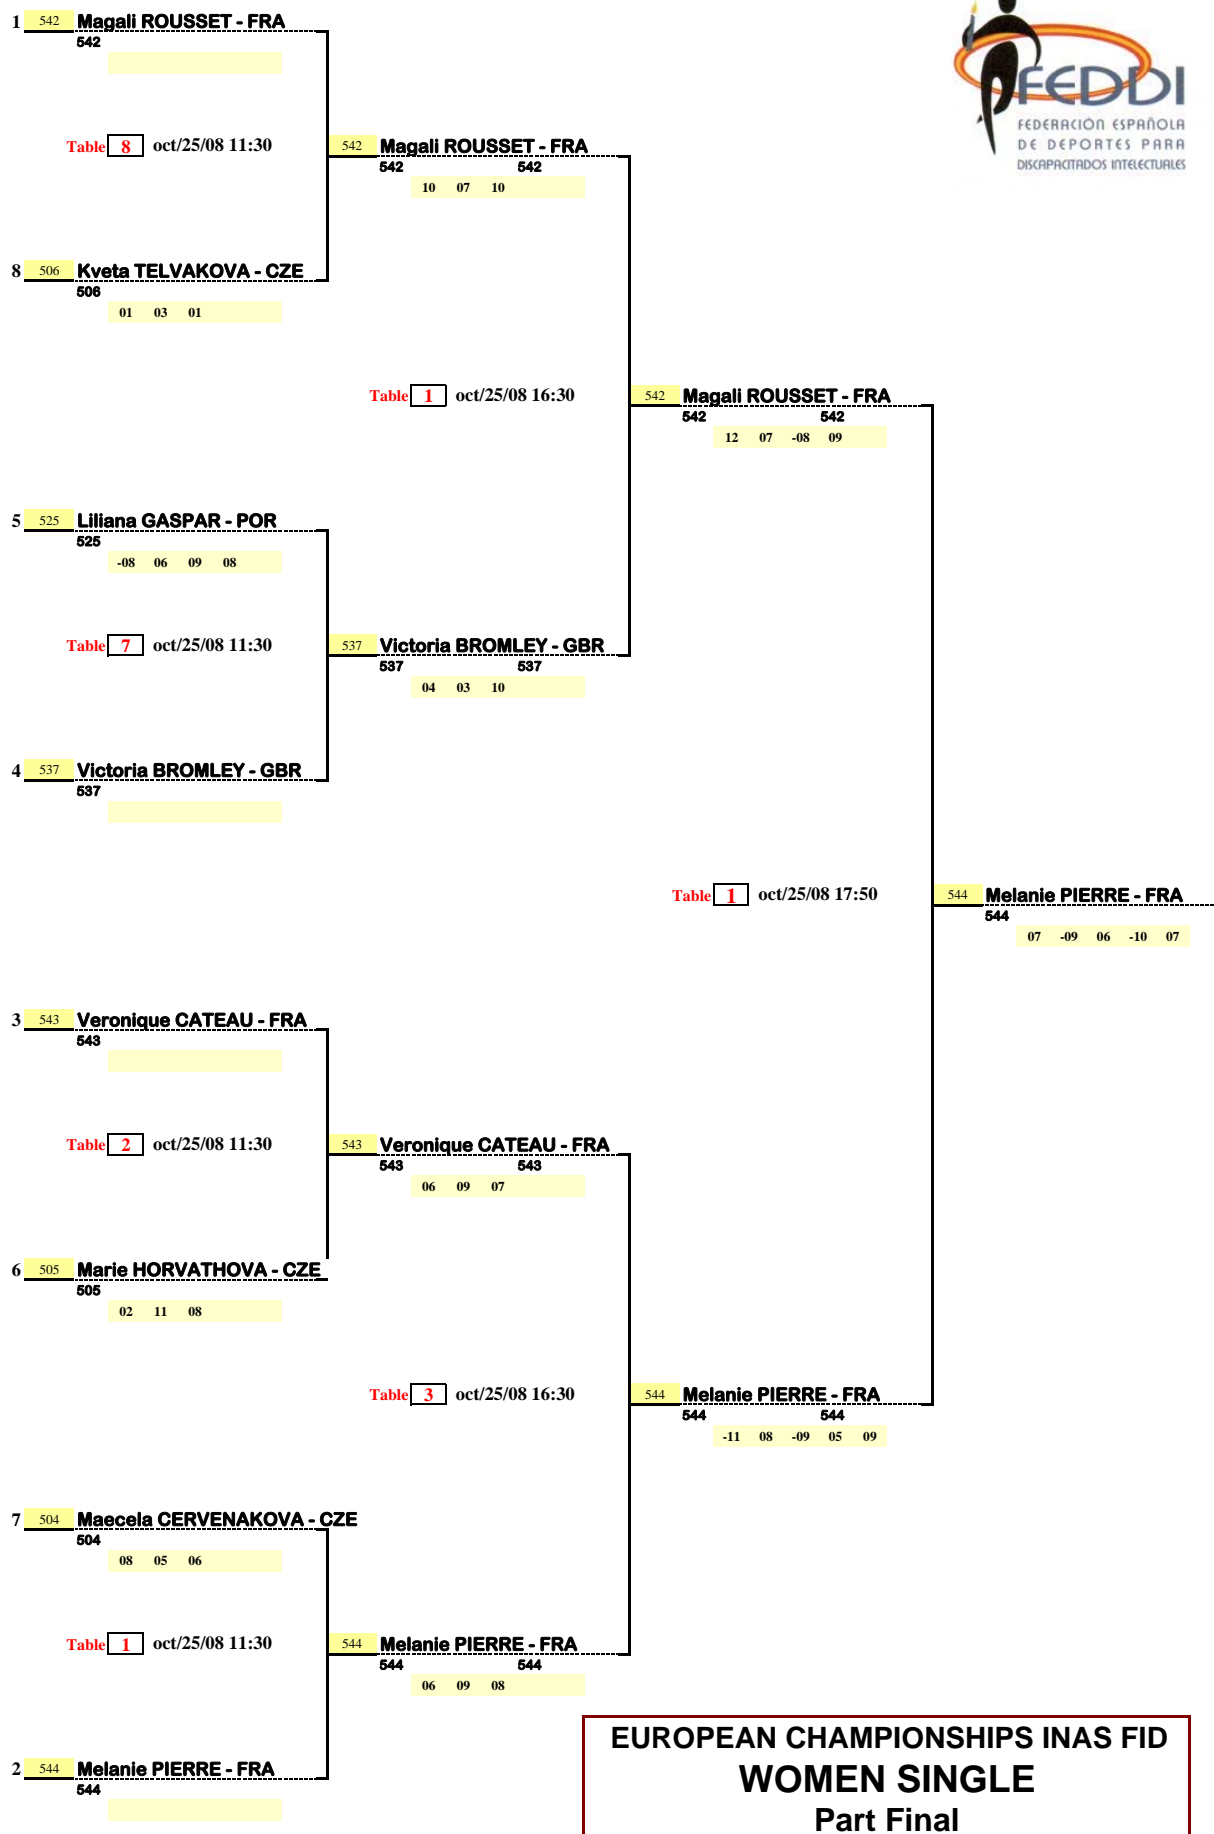 1 542 Magali ROUSSET - FRA
542
FEDDI
FEDERACIÓN ESPAÑOLA
DE DEPORTES PARA
DISCAPACITADOS INTELECTUALES
Table 8 oct/25/08 11:30
542 Magali ROUSSET - FRA
542 542
10 07 10
8 506 Kveta TELVAKOVA - CZE
506
01 03 01
Table 1 oct/25/08 16:30
542 Magali ROUSSET - FRA
542 542
12 07 -08 09
5 525 Liliana GASPAR - POR
525
-08 06 09 08
Table 7 oct/25/08 11:30
537 Victoria BROMLEY - GBR
537 537
04 03 10
4 537 Victoria BROMLEY - GBR
537
Table 1 oct/25/08 17:50
544 Melanie PIERRE - FRA
544
07 -09 06 -10 07
3 543 Veronique CATEAU - FRA
543
Table 2 oct/25/08 11:30
543 Veronique CATEAU - FRA
543 543
06 09 07
6 505 Marie HORVATHOVA - CZE
505
02 11 08
Table 3 oct/25/08 16:30
544 Melanie PIERRE - FRA
544 544
-11 08 -09 05 09
7 504 Maecela CERVENAKOVA - CZE
504
08 05 06
Table 1 oct/25/08 11:30
544 Melanie PIERRE - FRA
544 544
06 09 08
2 544 Melanie PIERRE - FRA
544
EUROPEAN CHAMPIONSHIPS INAS FID
WOMEN SINGLE
Part Final